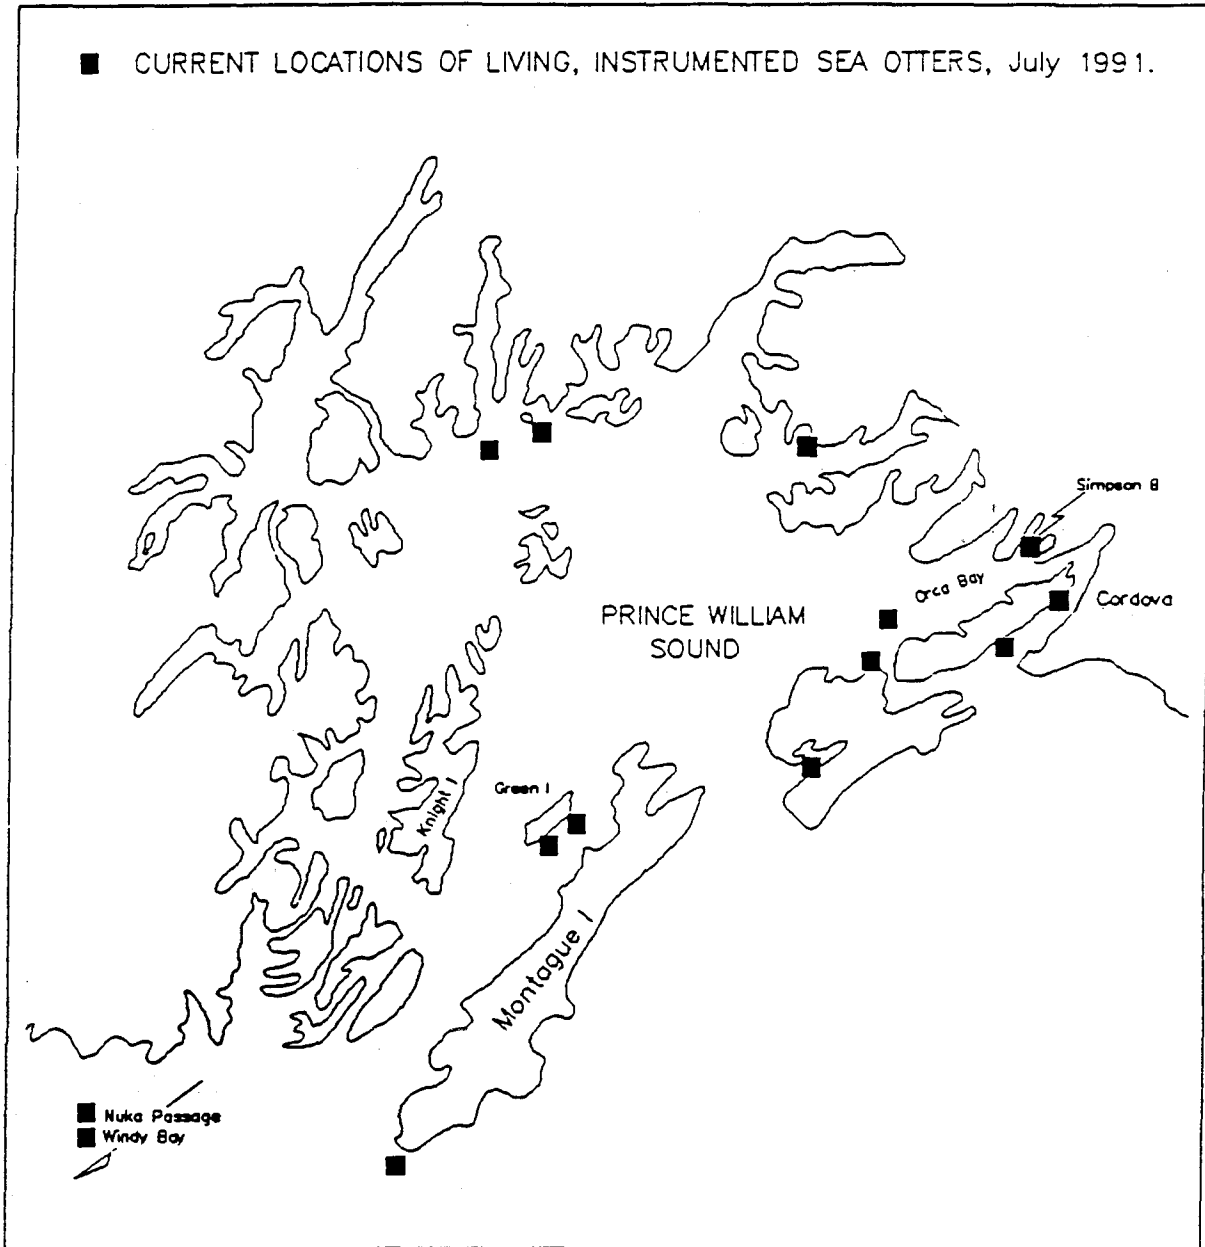 CURRENT LOCATIONS OF LIVING, INSTRUMENTED SEA OTTERS, July 1991.
Simpson B
Orca Bay
Cordova
PRINCE WILLIAM
SOUND
Green I
Knight I
Montague I
Nuka Passage
Windy Bay